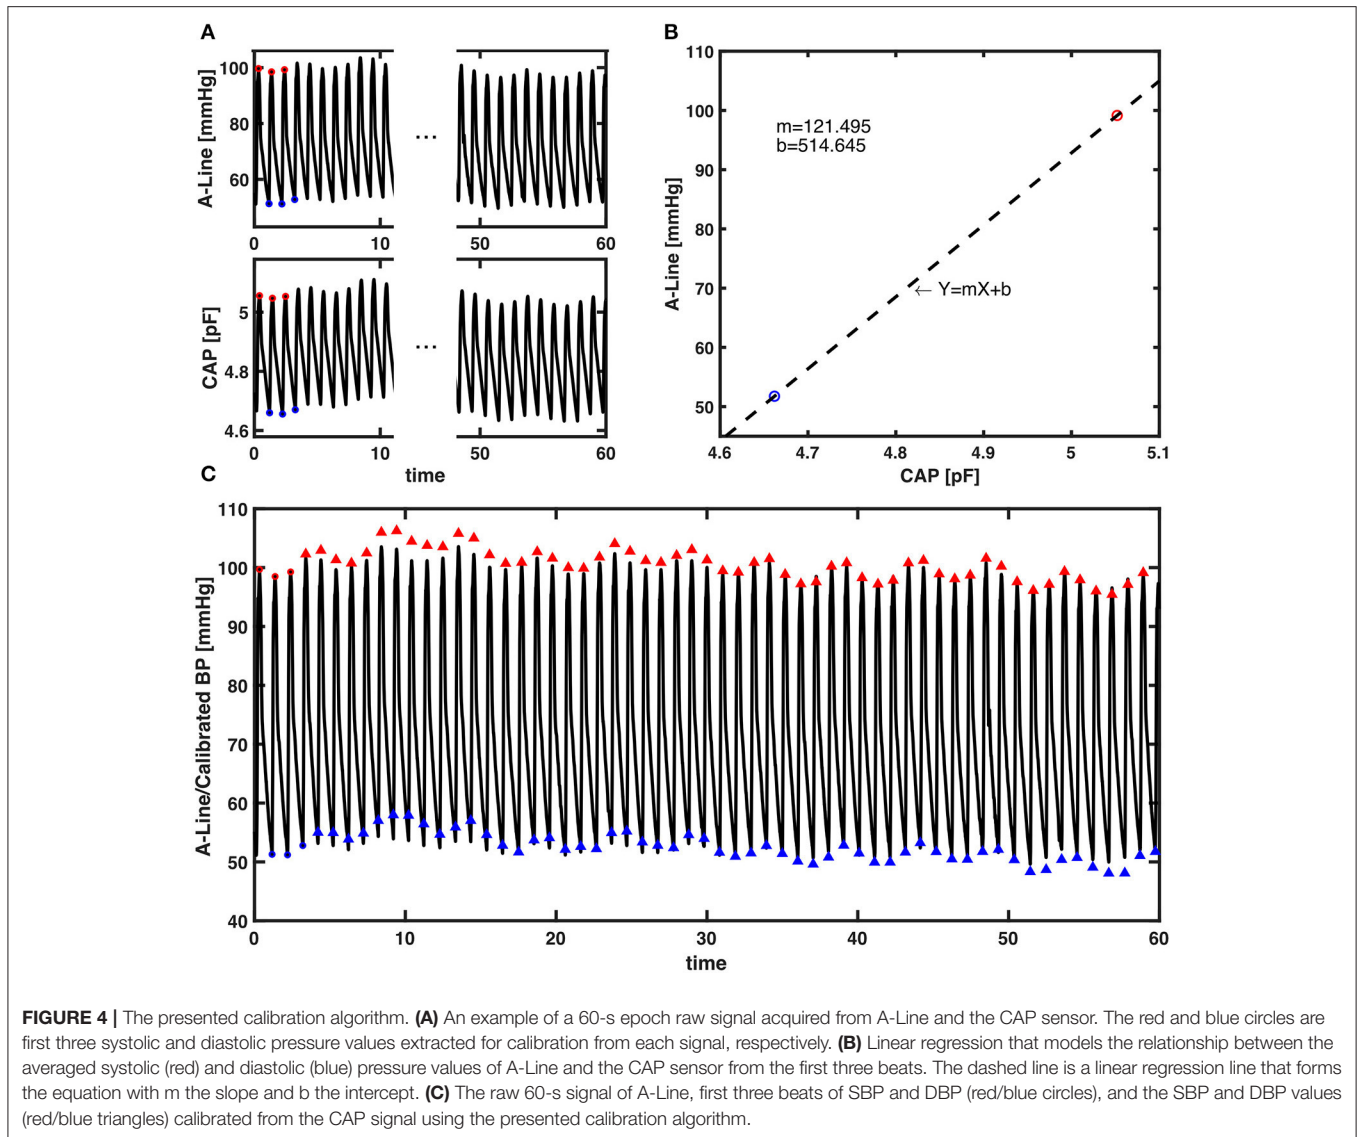 A
A-Line [mmHg]
100
80
60
...
0
10
50
60
CAP [pF]
5
4.8
4.6
...
0
10
50
60
time
B
A-Line [mmHg]
110
100
90
80
70
60
50
m=121.495
b=514.645
← Y=mX+b
4.6
4.7
4.8
4.9
5
5.1
CAP [pF]
C
A-Line/Calibrated BP [mmHg]
110
100
90
80
70
60
50
40
0
10
20
30
40
50
60
time
FIGURE 4 | The presented calibration algorithm. (A) An example of a 60-s epoch raw signal acquired from A-Line and the CAP sensor. The red and blue circles are
first three systolic and diastolic pressure values extracted for calibration from each signal, respectively. (B) Linear regression that models the relationship between the
averaged systolic (red) and diastolic (blue) pressure values of A-Line and the CAP sensor from the first three beats. The dashed line is a linear regression line that forms
the equation with m the slope and b the intercept. (C) The raw 60-s signal of A-Line, first three beats of SBP and DBP (red/blue circles), and the SBP and DBP values
(red/blue triangles) calibrated from the CAP signal using the presented calibration algorithm.